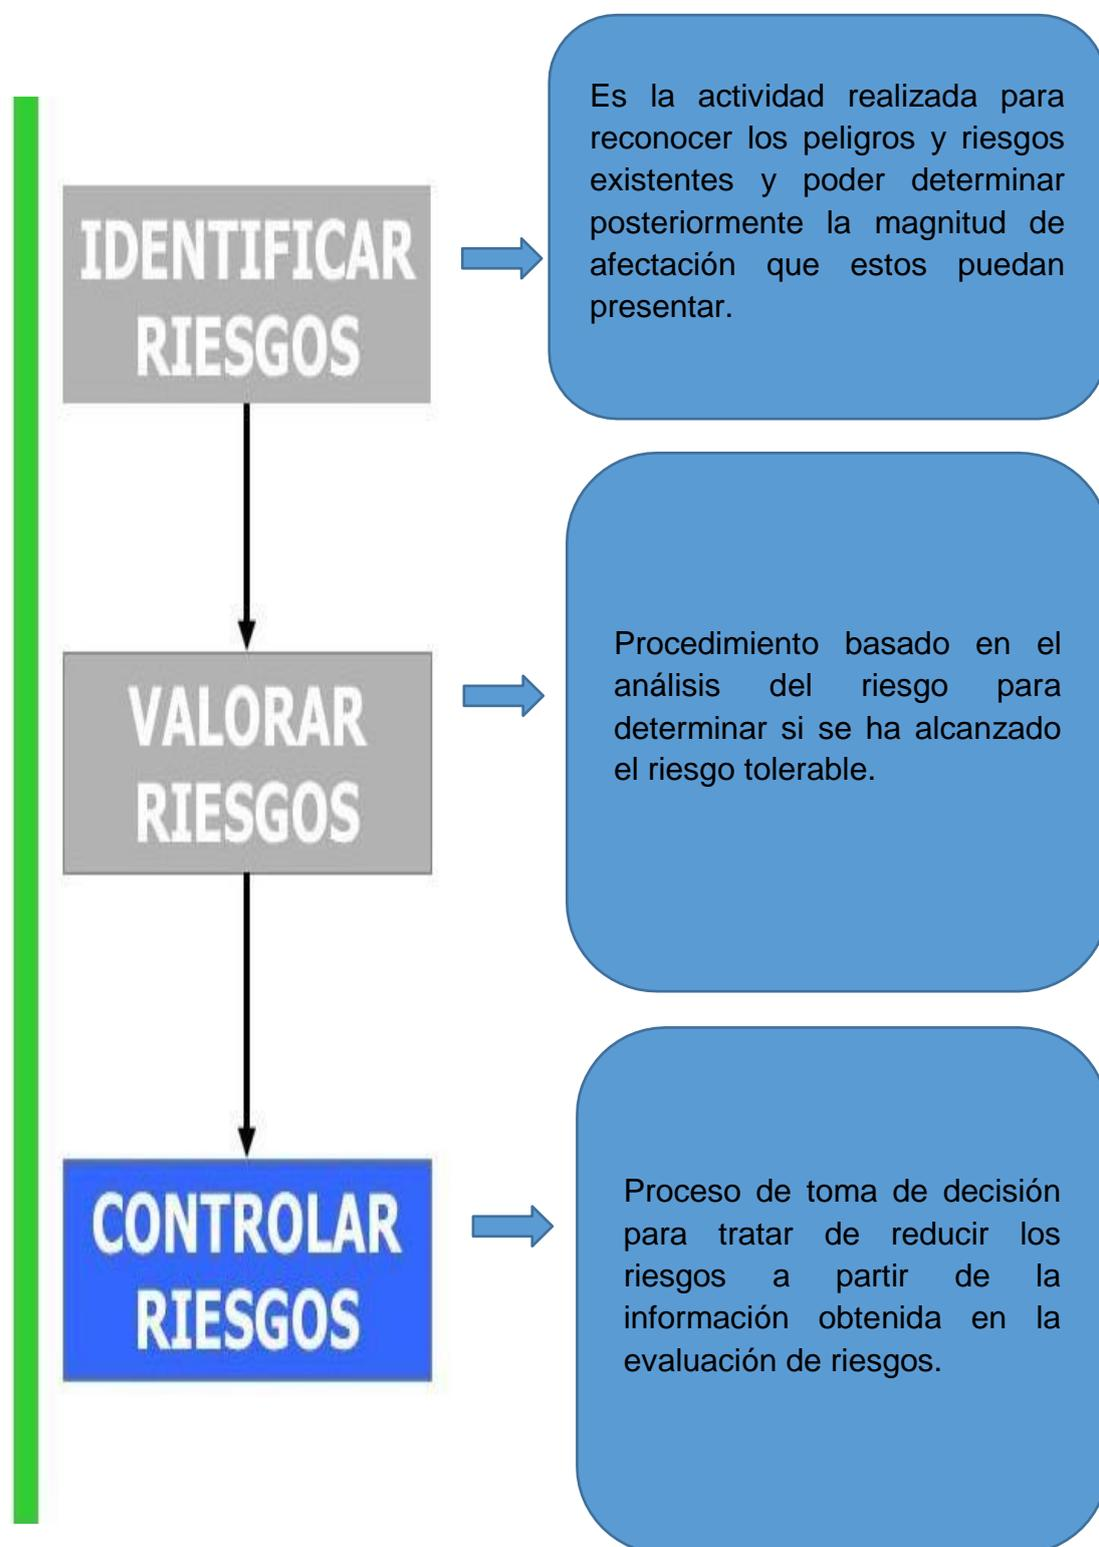 IDENTIFICAR
RIESGOS
Es la actividad realizada para
reconocer los peligros y riesgos
existentes y poder determinar
posteriormente la magnitud de
afectación que estos puedan
presentar.
VALORAR
RIESGOS
Procedimiento basado en el
análisis del riesgo para
determinar si se ha alcanzado
el riesgo tolerable.
CONTROLAR
RIESGOS
Proceso de toma de decisión
para tratar de reducir los
riesgos a partir de la
información obtenida en la
evaluación de riesgos.